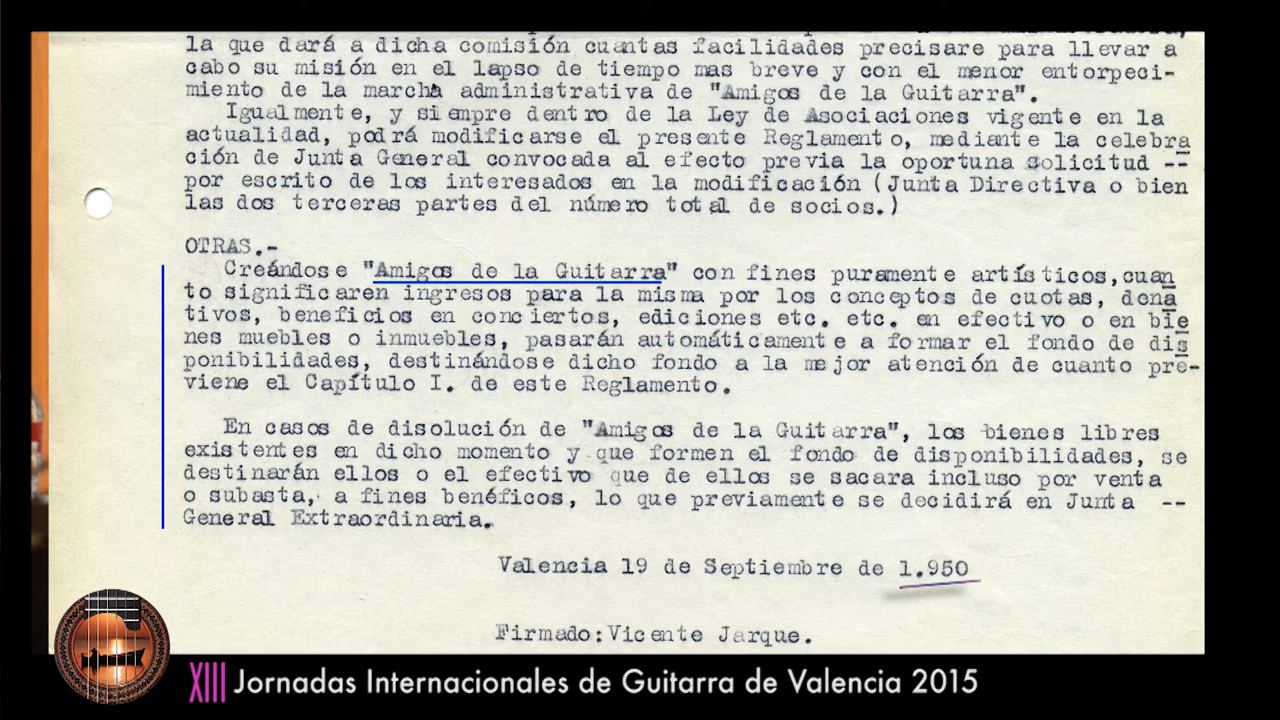 la que dará a dicha comisión cuantas facilidades precisare para llevar a
cabo su misión en el lapso de tiempo mas breve y con el menor entorpeci-
miento de la marcha administrativa de "Amigos de la Guitarra".
Igualmente, y siempre dentro de la Ley de Asociaciones vigente en la
actualidad, podrá modificarse el presente Reglamento, mediante la celebra
ción de Junta General convocada al efecto previa la oportuna solicitud --
por escrito de los interesados en la modificación (Junta Directiva o bien
las dos terceras partes del número total de socios.)
OTRAS.-
Creándose "Amigos de la Guitarra" con fines puramente artísticos,cuan
to significaren ingresos para la misma por los conceptos de cuotas, dona
tivos, beneficios en conciertos, ediciones etc. etc. en efectivo o en bie
nes muebles o inmuebles, pasarán automáticamente a formar el fondo de dis
ponibilidades, destinándose dicho fondo a la mejor atención de cuanto pre-
viene el Capítulo I. de este Reglamento.
En casos de disolución de "Amigos de la Guitarra", los bienes libres
existentes en dicho momento y que formen el fondo de disponibilidades, se
destinarán ellos o el efectivo que de ellos se sacara incluso por venta
o subasta, a fines benéficos, lo que previamente se decidirá en Junta --
General Extraordinaria.
Valencia 19 de Septiembre de 1.950
Firmado:Vicente Jarque.
XIII Jornadas Internacionales de Guitarra de Valencia 2015